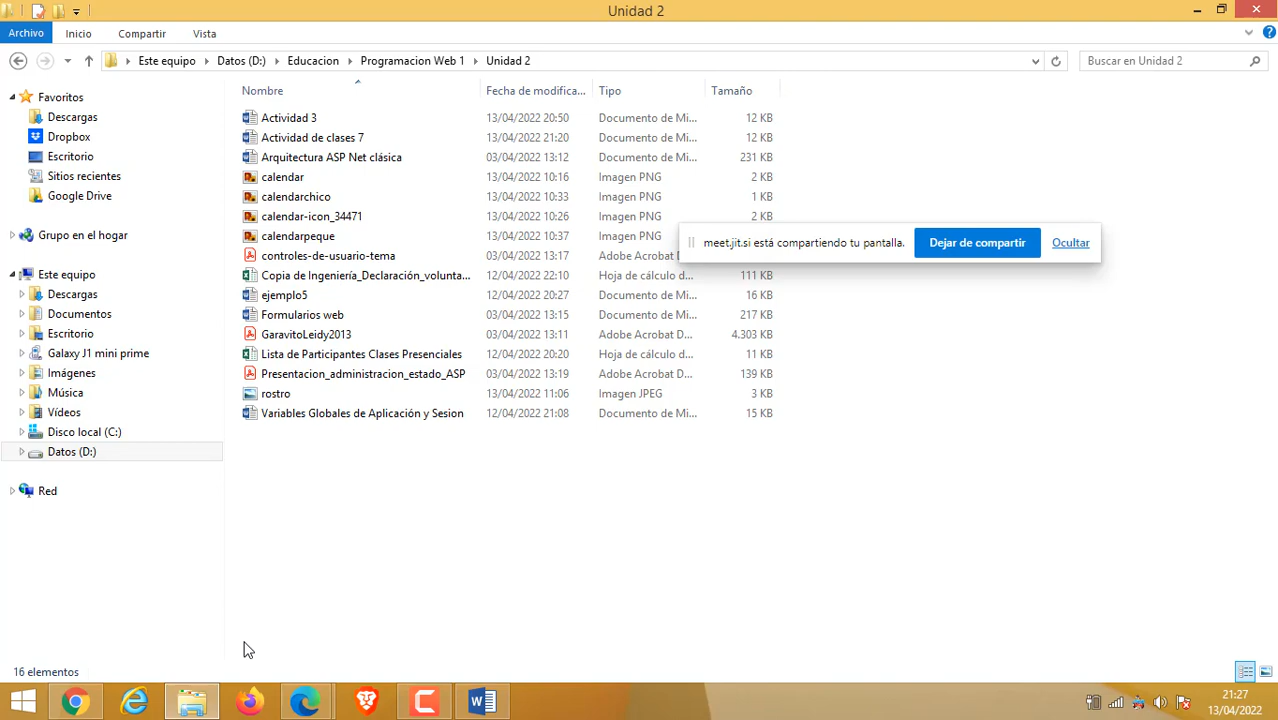 Unidad 2
Archivo Inicio Compartir Vista
Este equipo Datos (D:) Educacion Programacion Web 1 Unidad 2
Buscar en Unidad 2
Nombre Fecha de modifica... Tipo Tamaño
Favoritos
Descargas
Dropbox
Escritorio
Sitios recientes
Google Drive
Grupo en el hogar
Este equipo
Descargas
Documentos
Escritorio
Galaxy J1 mini prime
Imágenes
Música
Vídeos
Disco local (C:)
Datos (D:)
Red
Actividad 3 13/04/2022 20:50 Documento de Mi... 12 KB
Actividad de clases 7 13/04/2022 21:20 Documento de Mi... 12 KB
Arquitectura ASP Net clásica 03/04/2022 13:12 Documento de Mi... 231 KB
calendar 13/04/2022 10:16 Imagen PNG 2 KB
calendarchico 13/04/2022 10:33 Imagen PNG 1 KB
calendar-icon_34471 13/04/2022 10:26 Imagen PNG 2 KB
calendarpeque 13/04/2022 10:33 Imagen PNG
controles-de-usuario-tema 03/04/2022 13:17 Adobe Acrobat
Copia de Ingeniería_Declaración_volunta... 12/04/2022 22:10 Hoja de cálculo d... 111 KB
ejemplo5 12/04/2022 20:27 Documento de Mi... 16 KB
Formularios web 03/04/2022 13:15 Documento de Mi... 217 KB
GaravitoLeidy2013 03/04/2022 13:11 Adobe Acrobat D... 4.303 KB
Lista de Participantes Clases Presenciales 12/04/2022 20:20 Hoja de cálculo d... 11 KB
Presentacion_administracion_estado_ASP 03/04/2022 13:19 Adobe Acrobat D... 139 KB
rostro 13/04/2022 11:06 Imagen JPEG 3 KB
Variables Globales de Aplicación y Sesion 12/04/2022 21:08 Documento de Mi... 15 KB
meet.jit.si está compartiendo tu pantalla. Dejar de compartir Ocultar
16 elementos
21:27
13/04/2022